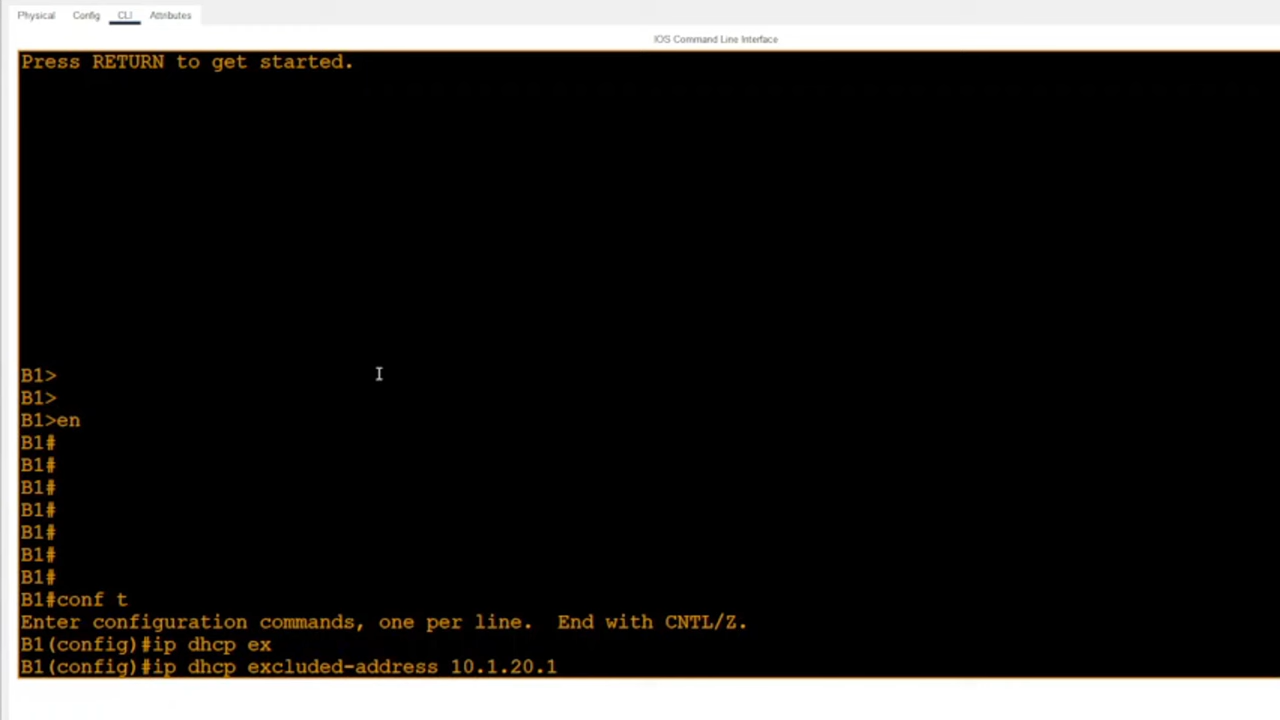 Physical Config CLI Attributes
IOS Command Line Interface
Press RETURN to get started.
B1>
B1>
B1>en
B1#
B1#
B1#
B1#
B1#
B1#
B1#
B1#conf t
Enter configuration commands, one per line.  End with CNTL/Z.
B1(config)#ip dhcp ex
B1(config)#ip dhcp excluded-address 10.1.20.1